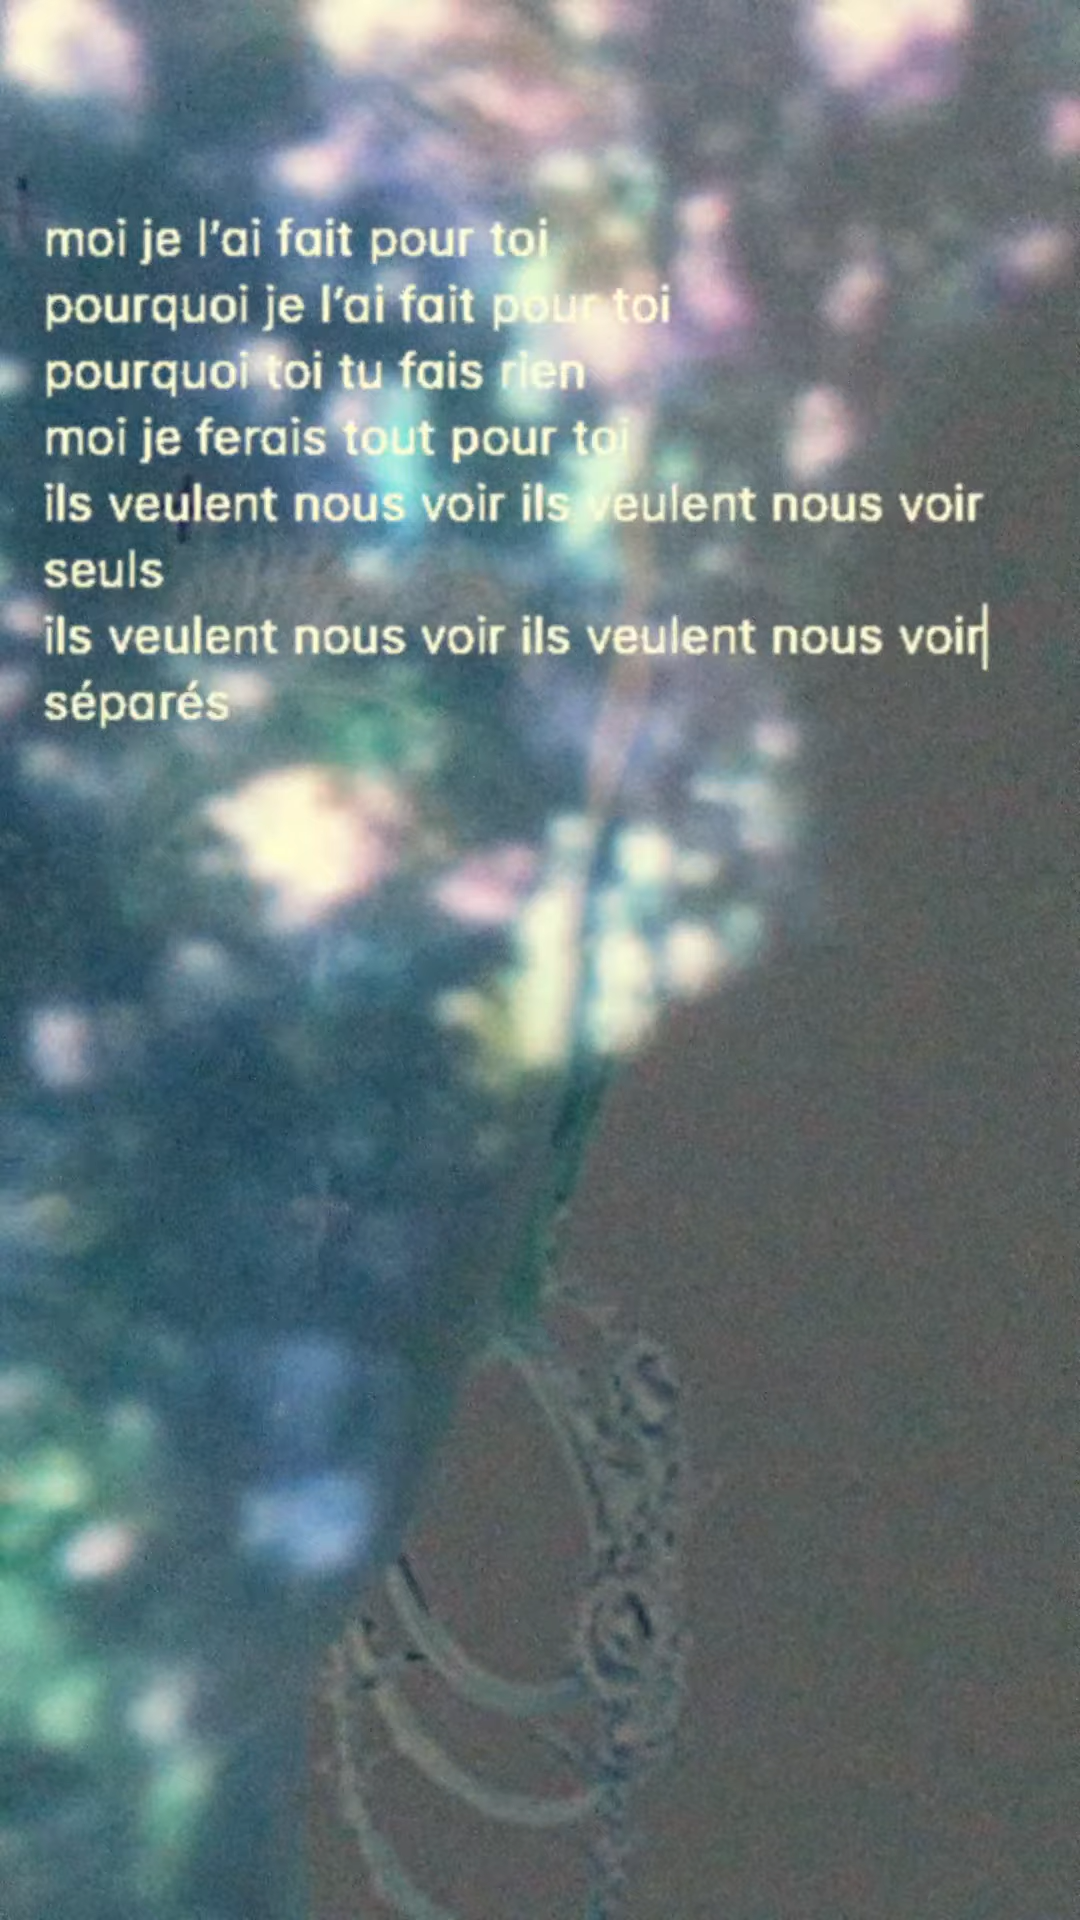 moi je l'ai fait pour toi
pourquoi je l'ai fait pour toi
pourquoi toi tu fais rien
moi je ferais tout pour toi
ils veulent nous voir ils veulent nous voir
seuls
ils veulent nous voir ils veulent nous voir
séparés